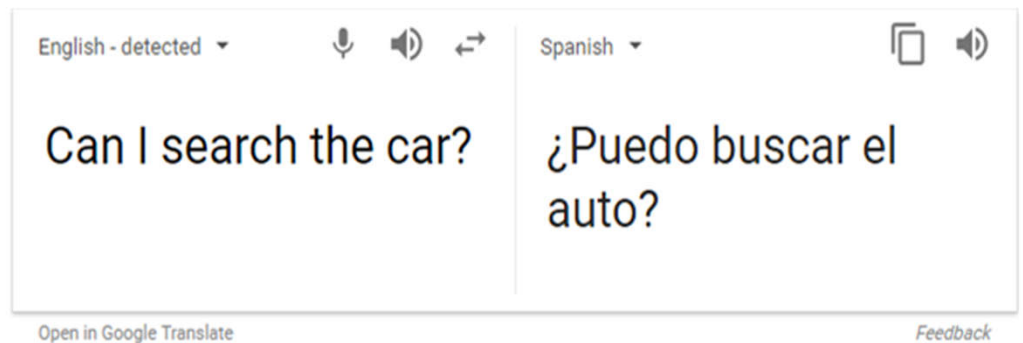 English - detected
Spanish
Can I search the car?
¿Puedo buscar el
auto?
Open in Google Translate
Feedback